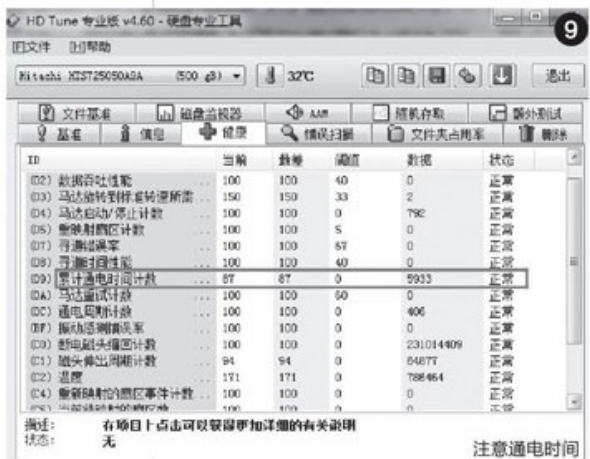 HD Tune 专业版 v4.60 - 硬盘专业工具
9
[F]文件 [H]帮助
(500 32℃ 退出
文件基准 磁盘监视器 AAM 随机存取 额外测试
基准 信息 健康 错误扫描 文件夹占用率 删除
ID 当前 最差 阈值 数据 状态
(02) 数据吞吐性能 ... 100 100 40 0 正常
(03) 马达旋转到标准转速所需... 150 150 33 2 正常
(04) 马达启动/停止计数 ... 100 100 0 792 正常
(05) 重映射扇区计数 ... 100 100 5 0 正常
(07) 寻道错误率 ... 100 100 67 0 正常
(08) 寻道时间性能 ... 100 100 40 0 正常
(09) 累计通电时间计数 ... 87 87 0 5933 正常
(0A) 马达重试计数 ... 100 100 60 0 正常
(0C) 通电周期计数 ... 100 100 0 406 正常
(BF) 振动感测错误率 ... 100 100 0 0 正常
(C0) 断电磁头缩回计数 ... 100 100 0 231014409 正常
(C1) 磁头伸出周期计数 ... 94 94 0 64877 正常
(C2) 温度 ... 171 171 0 786464 正常
(C4) 重新映射的扇区事件计数 ... 100 100 0 0 正常
描述: 在项目上点击可以获得更加详细的有关说明
状态: 无
注意通电时间